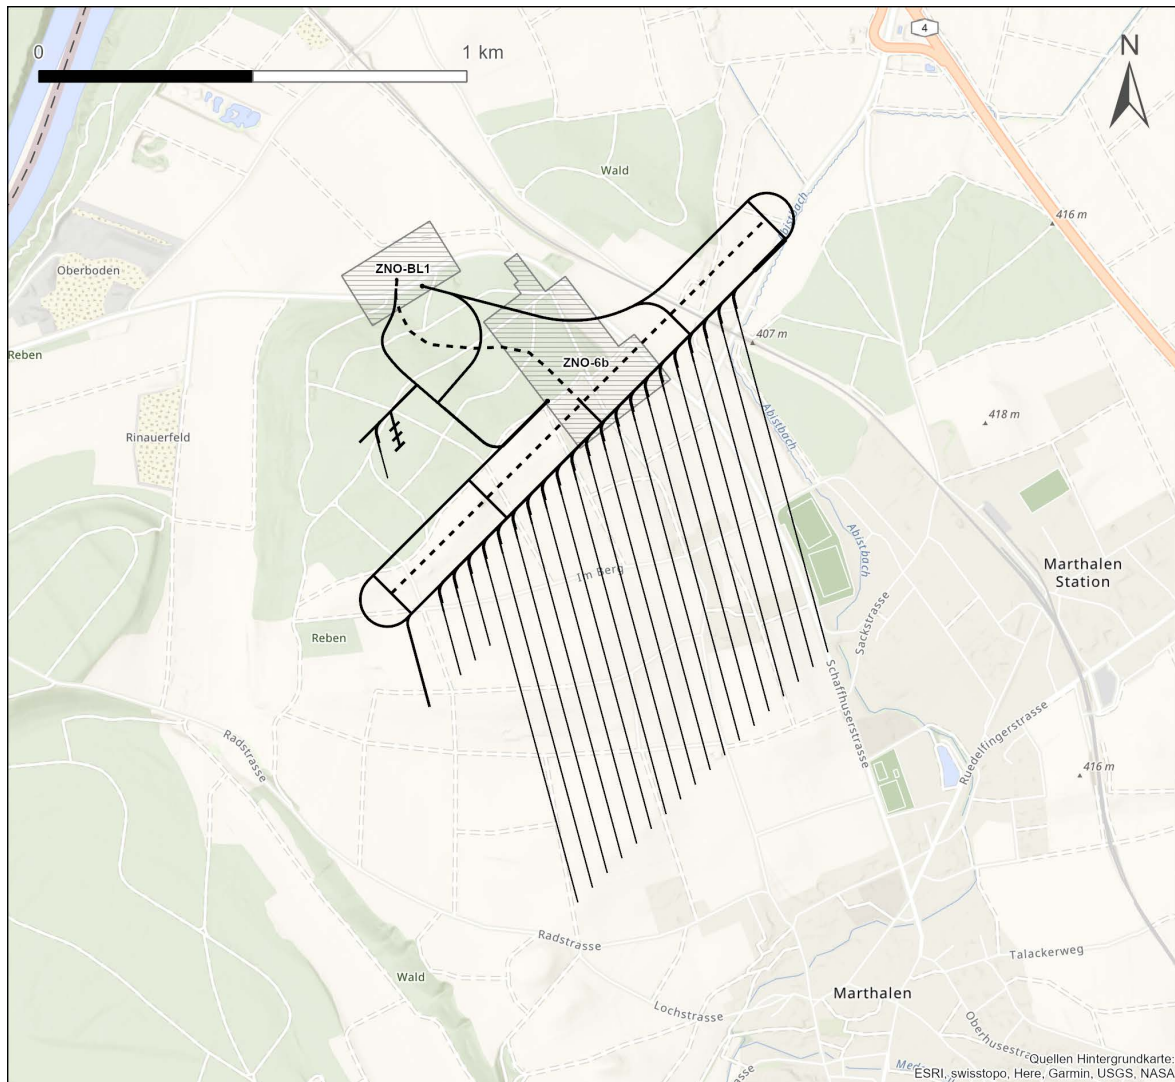 0
1 km
4
N
Wald
Abistbach
416 m
Oberboden
ZNO-BL1
407 m
Reben
ZNO-6b
Abistbach
418 m
Rinauerfeld
Abistbach
Marthalen
Station
Im Berg
Sackstrasse
Reben
Schaffhuserstrasse
Ruedelfingerstrasse
Radstrasse
416 m
Radstrasse
Talackerweg
Wald
Marthalen
Lochstrasse
Oberhusestra
Quellen Hintergrundkarte:
ESRI, swisstopo, Here, Garmin, USGS, NASA